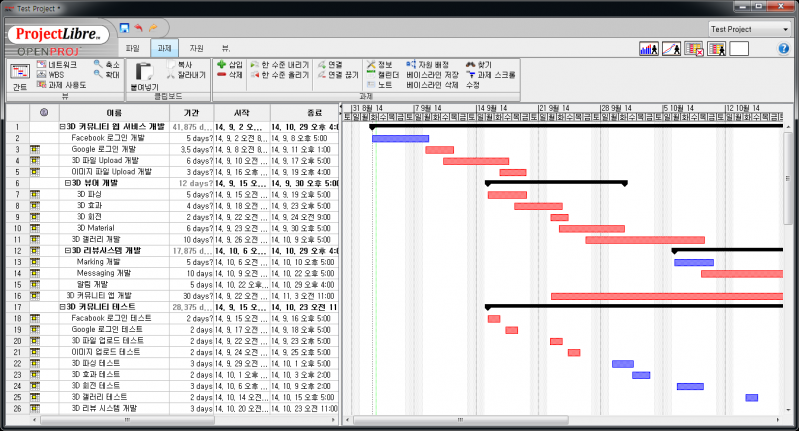 Test Project *
ProjectLibre
OPENPROJ
파일 과제 자원 뷰.
Test Project
간트 네트워크 WBS 과제 사용도 축소 확대
뷰
붙여넣기 복사 잘라내기
클립보드
삽입 삭제 한 수준 내리기 한 수준 올리기 연결 연결 끊기
정보 캘린더 노트 자원 배정 베이스라인 저장 베이스라인 삭제 찾기 과제 스크롤 수정
과제
이름 기간 시작 종료
31 8월 14 7 9월 14 14 9월 14 21 9월 14 28 9월 14 5 10월 14 12 10월 14
1 3D 커뮤니티 웹 서비스 개발 41,875 d... 14, 9, 2 오... 14, 10, 29 오후 4:0
2 Facebook 로그인 개발 5 days? 14, 9, 2 오전 8,... 14, 9, 8 오후 5:00
3 Google 로그인 개발 3,5 days? 14, 9, 8 오전 8... 14, 9, 11 오후 1:00
4 3D 파일 Upload 개발 6 days? 14, 9, 10 오전 ... 14, 9, 17 오후 5:00
5 이미지 파일 Upload 개발 3 days? 14, 9, 16 오전 ... 14, 9, 19 오후 4:00
6 3D 뷰어 개발 12 days? 14, 9, 15 오... 14, 9, 30 오후 5:00
7 3D 파싱 5 days? 14, 9, 15 오전 ... 14, 9, 19 오후 5:00
8 3D 효과 4 days? 14, 9, 18 오전 ... 14, 9, 23 오후 5:00
9 3D 회전 2 days? 14, 9, 22 오전 ... 14, 9, 24 오전 9:00
10 3D Material 6 days? 14, 9, 23 오전 ... 14, 9, 30 오후 5:00
11 3D 갤러리 개발 10 days? 14, 9, 26 오전 ... 14, 10, 9 오후 5:00
12 3D 리뷰시스템 개발 17,875 d... 14, 10, 6 오... 14, 10, 29 오후 4:0
13 Marking 개발 5 days? 14, 10, 6 오전 ... 14, 10, 10 오후 5:00
14 Messaging 개발 10 days? 14, 10, 9 오전 ... 14, 10, 22 오후 5:00
15 알림 개발 5 days? 14, 10, 22 오후... 14, 10, 29 오후 4:00
16 3D 커뮤니티 앱 개발 30 days? 14, 9, 22 오전 ... 14, 11, 3 오전 11:00
17 3D 커뮤니티 테스트 28,375 d... 14, 9, 15 오... 14, 10, 23 오전 11
18 Facebook 로그인 테스트 2 days? 14, 9, 15 오전 ... 14, 9, 16 오후 5:00
19 Google 로그인 테스트 2 days 14, 9, 17 오전 ... 14, 9, 18 오후 5:00
20 3D 파일 업로드 테스트 2 days 14, 9, 22 오전 ... 14, 9, 23 오후 5:00
21 이미지 업로드 테스트 2 days 14, 9, 24 오전 ... 14, 9, 25 오후 5:00
22 3D 파싱 테스트 3 days 14, 9, 29 오전 ... 14, 10, 1 오후 5:00
23 3D 효과 테스트 2 days 14, 10, 1 오후 ... 14, 10, 3 오후 2:00
24 3D 회전 테스트 3 days 14, 10, 6 오전 ... 14, 10, 9 오전 9:00
25 3D 갤러리 테스트 2 days 14, 10, 14 오전... 14, 10, 15 오후 5:00
26 3D 리뷰 시스템 개발 3 days 14, 10, 20 오전... 14, 10, 23 오전 11:00